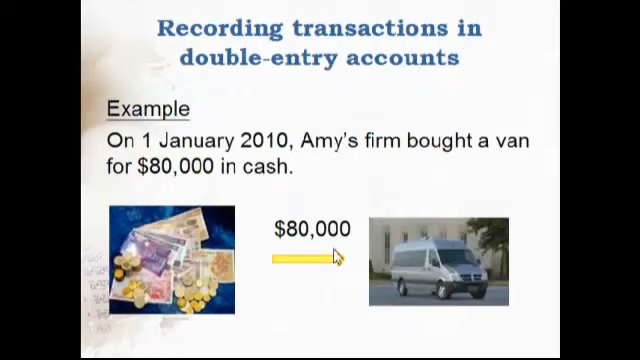 Recording transactions in
double-entry accounts
Example
On 1 January 2010, Amy's firm bought a van
for $80,000 in cash.
$80,000